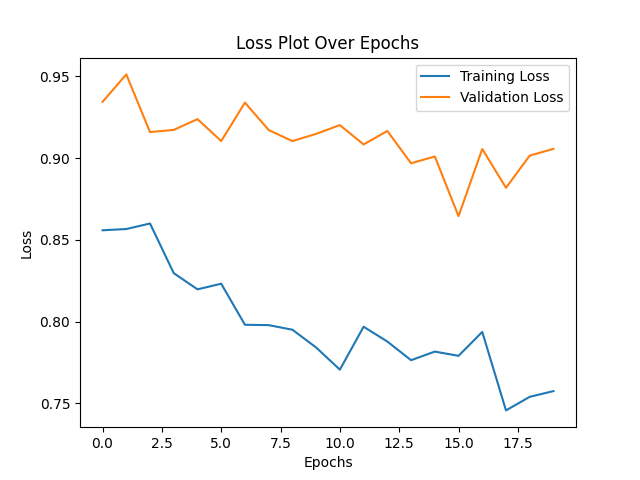 Loss Plot Over Epochs
Training Loss
Validation Loss
0.95
0.90
0.85
0.80
0.75
Loss
0.0 2.5 5.0 7.5 10.0 12.5 15.0 17.5
Epochs